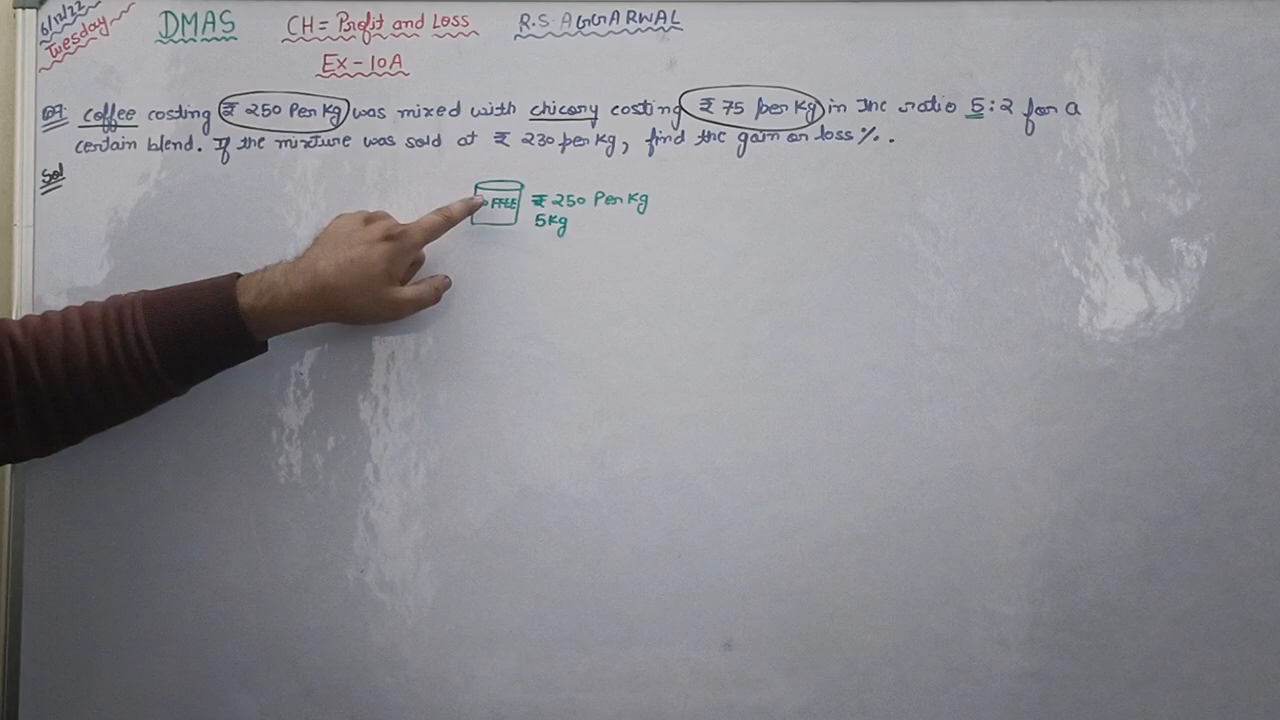 6/12/22
Tuesday
DMAS CH = Profit and Loss R.S. AGGARWAL
Ex - 10A
Q7. coffee costing ₹ 250 Per Kg was mixed with chicory costing ₹ 75 per Kg in the ratio 5:2 for a
certain blend. If the mixture was sold at ₹ 230 per Kg, find the gain or loss %.
Sol
OFFEE ₹ 250 Per Kg
5Kg